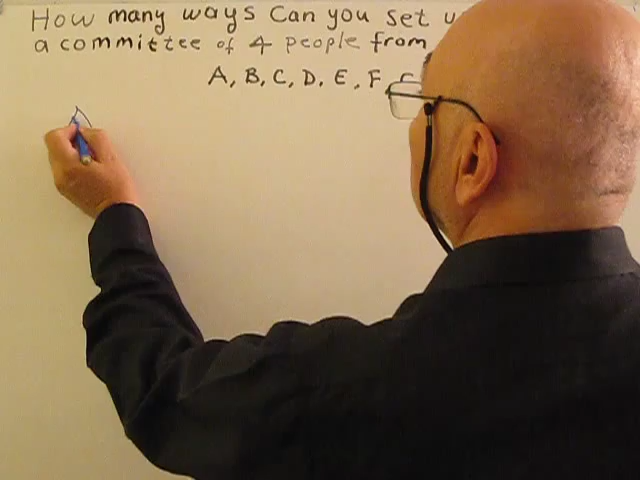 How many ways Can you set
a committee of 4 people from
A, B, C, D, E, F,